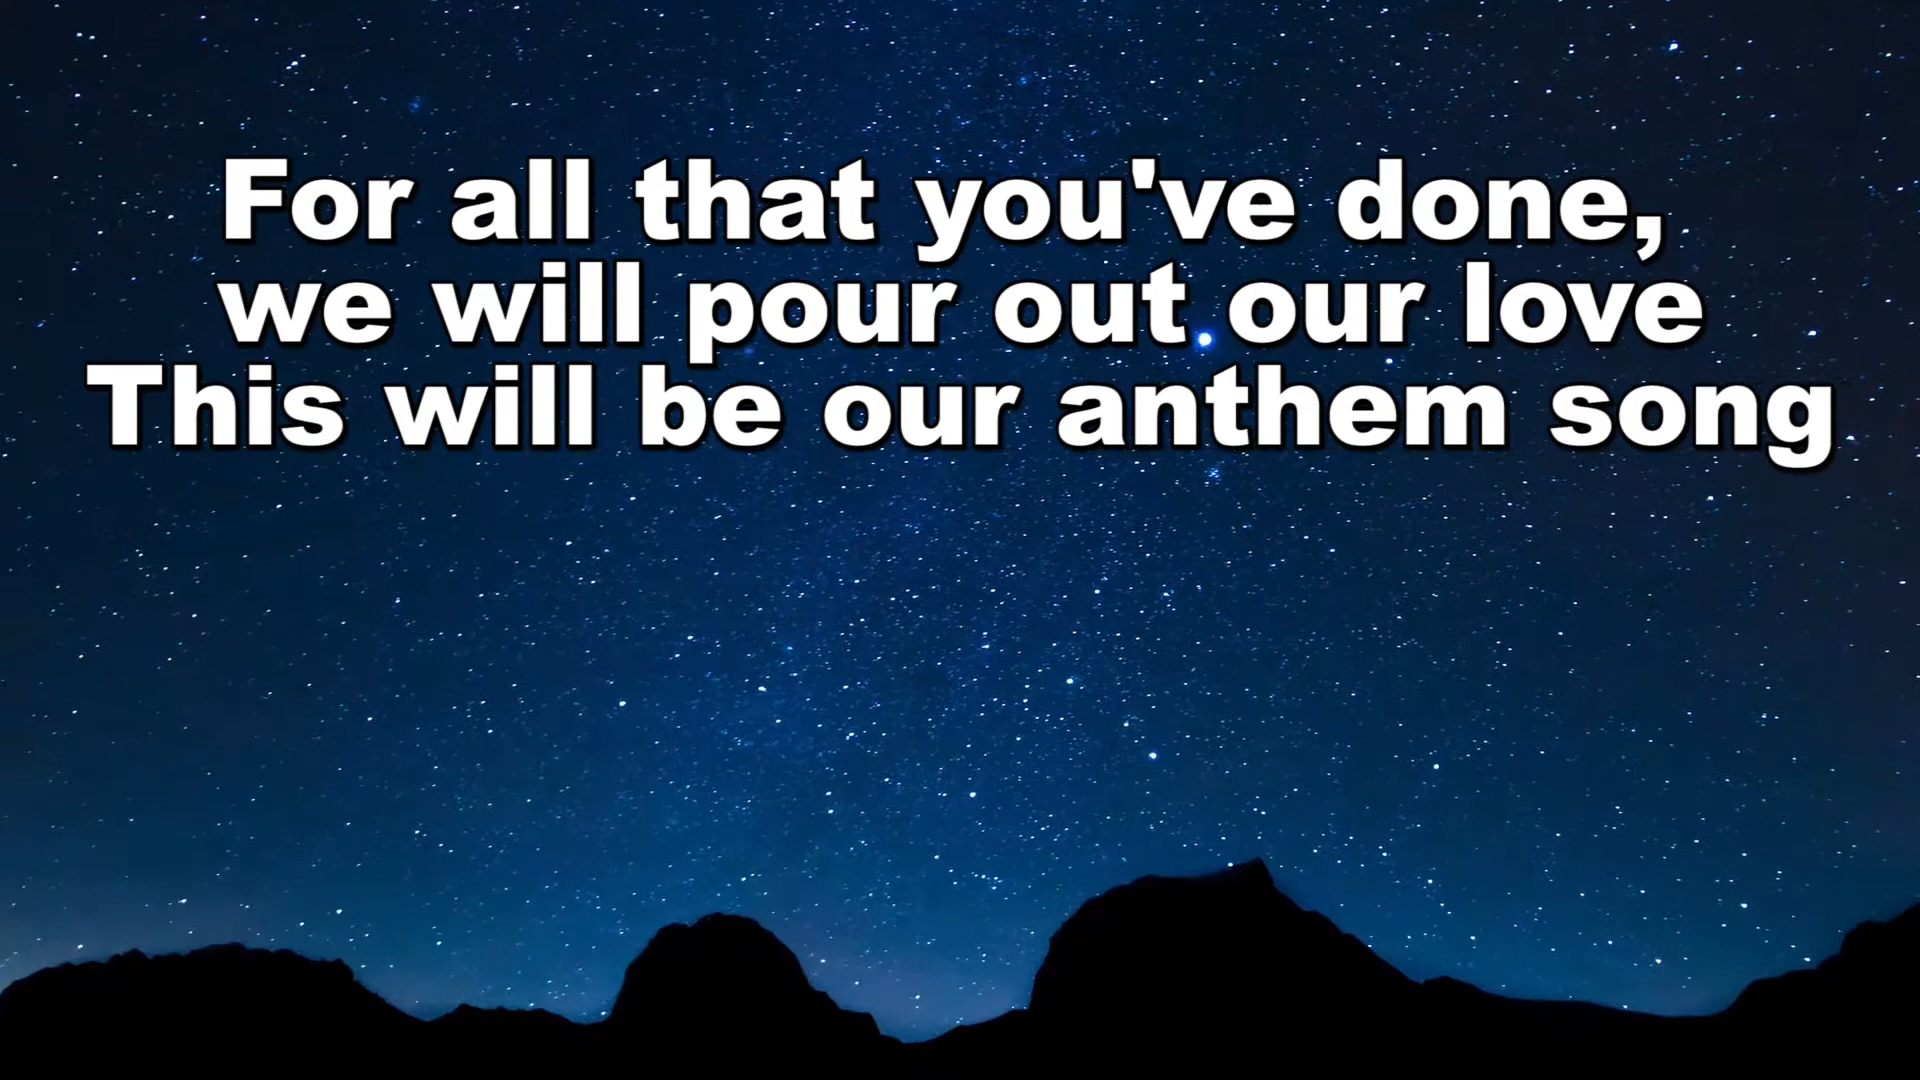 For all that you've done,
we will pour out our love
This will be our anthem song